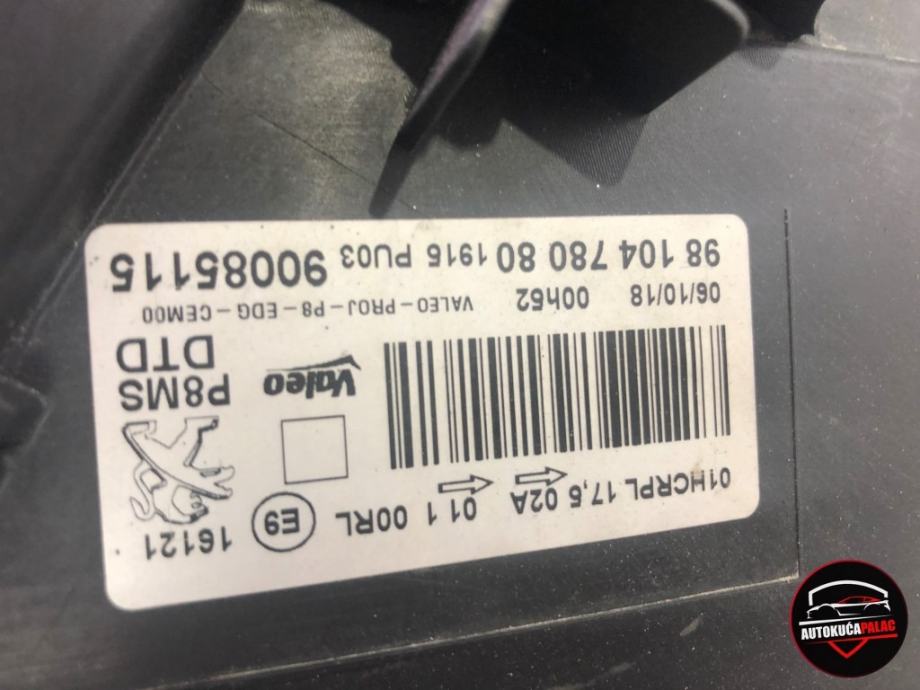 01HCRPL 17,5 02A 01 1 00RL E9 16121
P8MS
Valeo DTD
06/10/18 00h52 VALEO-PROJ-P8-EDG-CEM00
98 104 780 80 1915 PU03 90085115
AUTOKUĆA PALAC